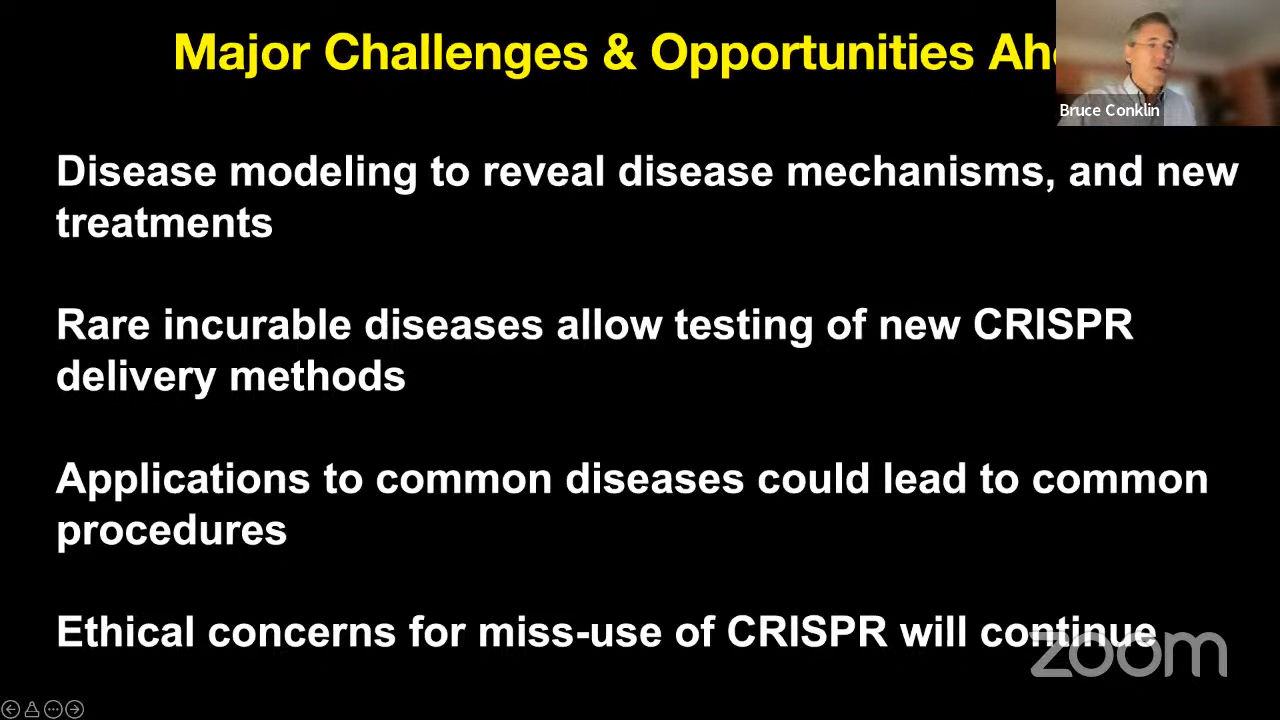 Major Challenges & Opportunities Ah
Bruce Conklin
Disease modeling to reveal disease mechanisms, and new
treatments
Rare incurable diseases allow testing of new CRISPR
delivery methods
Applications to common diseases could lead to common
procedures
Ethical concerns for miss-use of CRISPR will continue
zoom